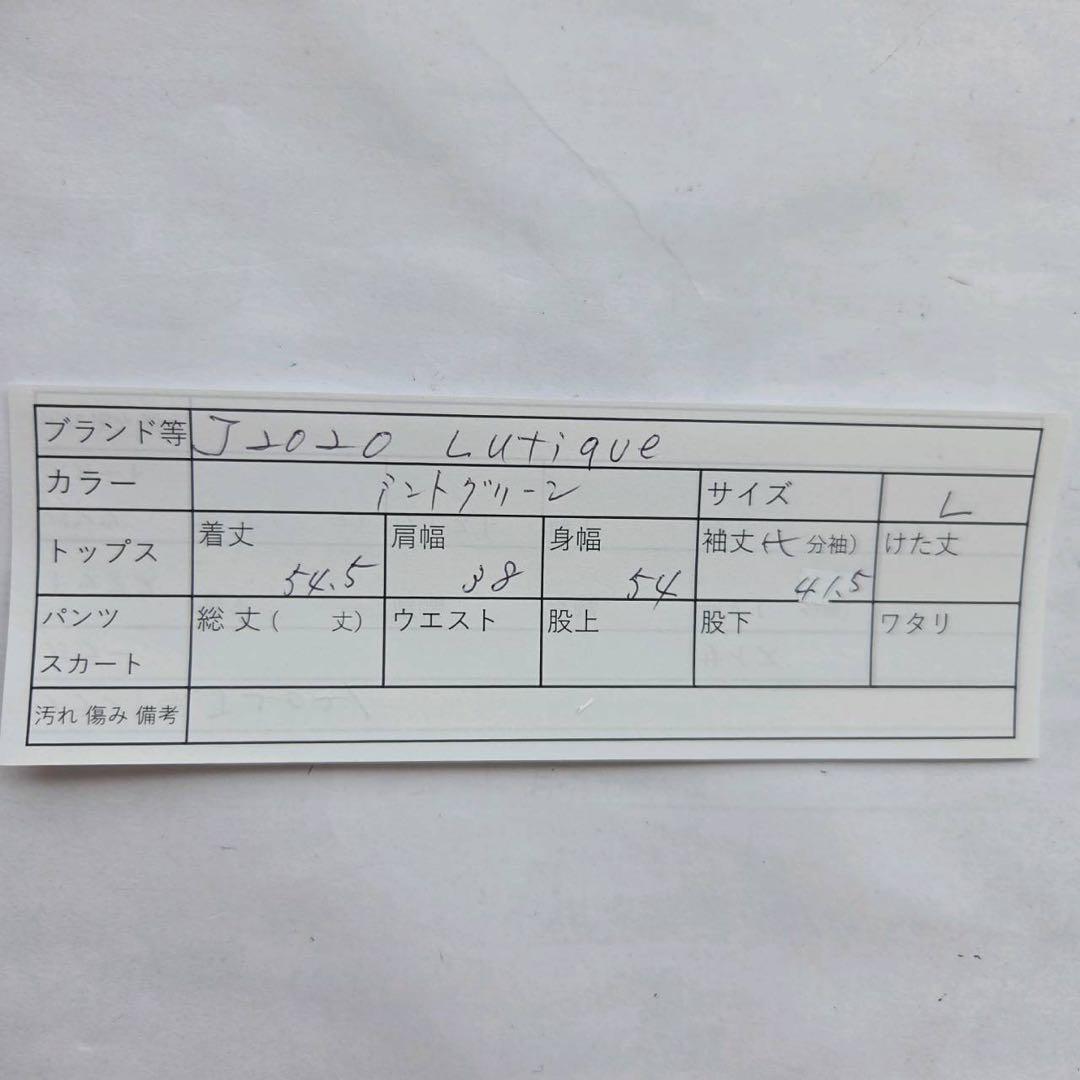 ブランド等 J2020 Lutique
カラー ミントグリーン サイズ L
トップス 着丈 54.5 肩幅 38 身幅 54 袖丈(七分袖) 41.5 けた丈
パンツ スカート 総丈( 丈) ウエスト 股上 股下 ワタリ
汚れ 傷み 備考